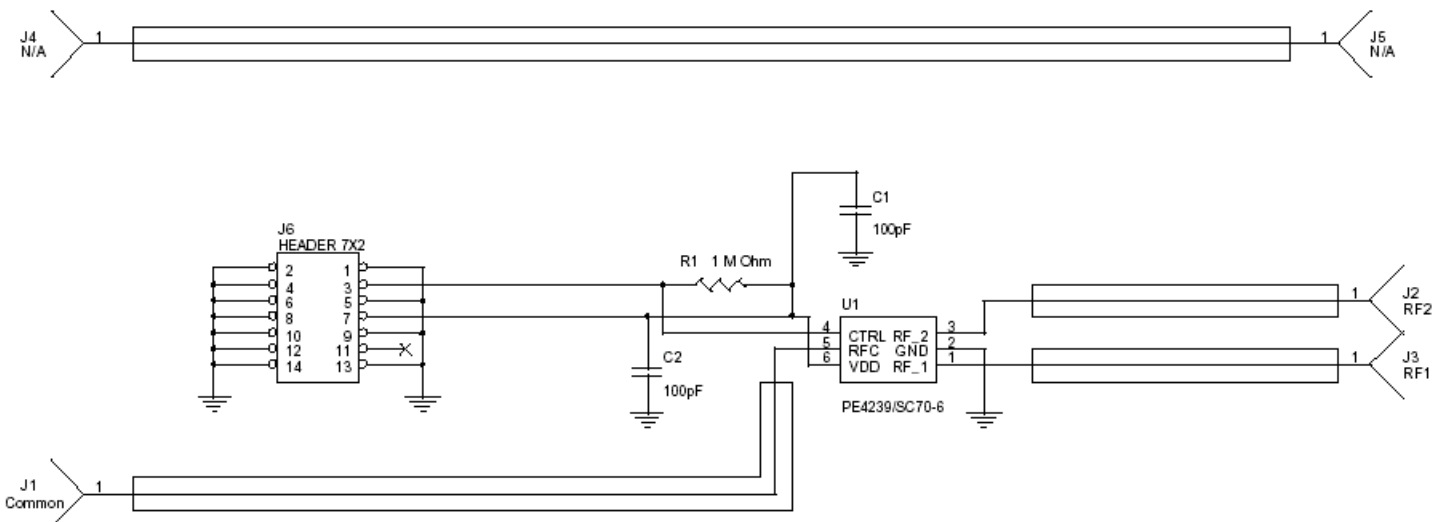 J4
N/A
1
1
J5
N/A
J6
HEADER 7X2
2 1
4 3
6 5
8 7
10 9
12 11
14 13
R1 1 M Ohm
C1
100pF
C2
100pF
U1
4 CTRL RF_2 3
5 RFC GND 2
6 VDD RF_1 1
PE4239/SC70-6
1
J2
RF2
1
J3
RF1
J1
Common
1